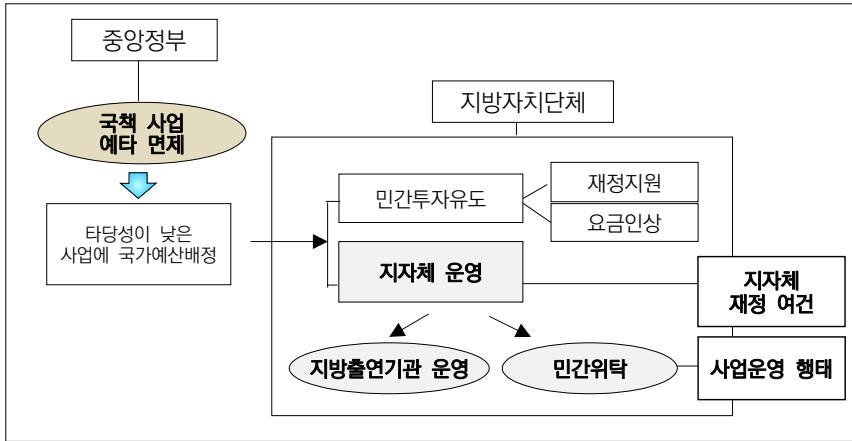 중앙정부
국책 사업
예타 면제
타당성이 낮은
사업에 국가예산배정
지방자치단체
민간투자유도
재정지원
요금인상
지자체 운영
지자체
재정 여건
지방출연기관 운영
민간위탁
사업운영 행태